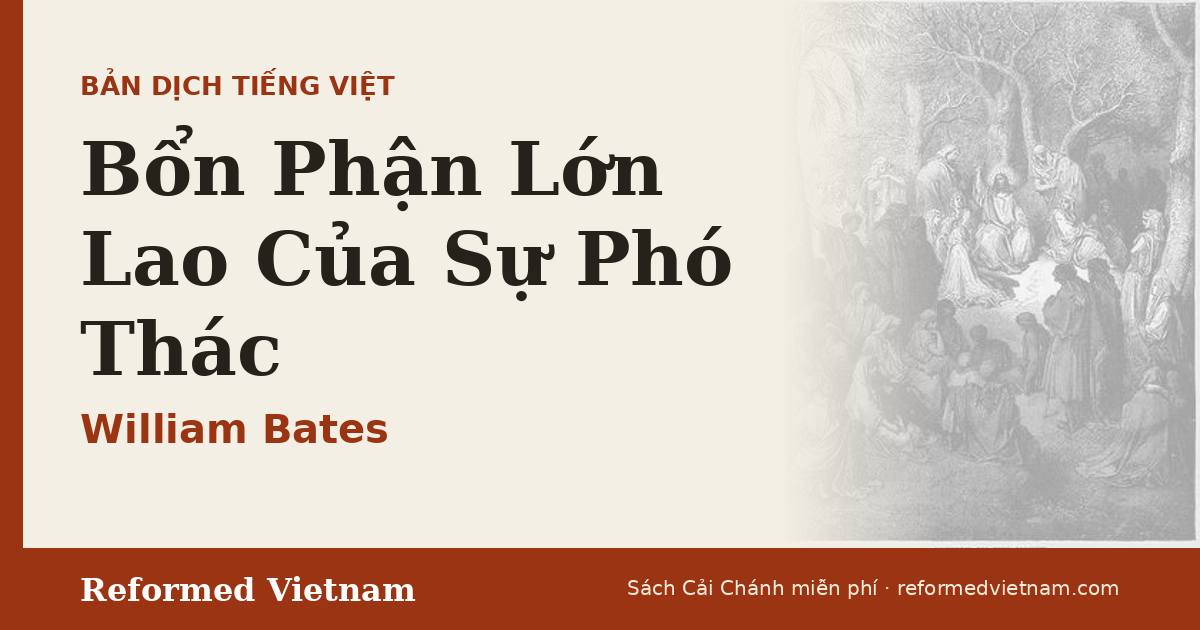 BẢN DỊCH TIẾNG VIỆT
Bổn Phận Lớn
Lao Của Sự Phó
Thác
William Bates
Reformed Vietnam
Sách Cải Chánh miễn phí · reformedvietnam.com